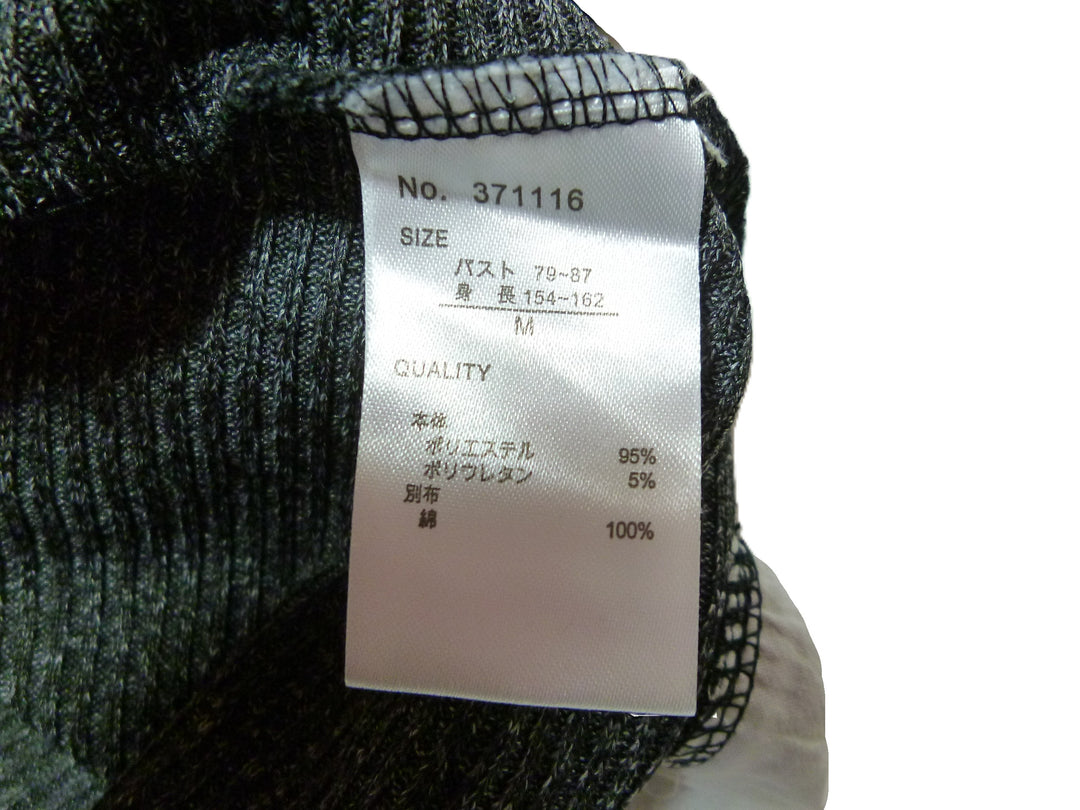 No. 371116
SIZE
バスト 79~87
身 長 154~162
M
QUALITY
本体
ポリエステル 95%
ポリウレタン 5%
別布
綿 100%